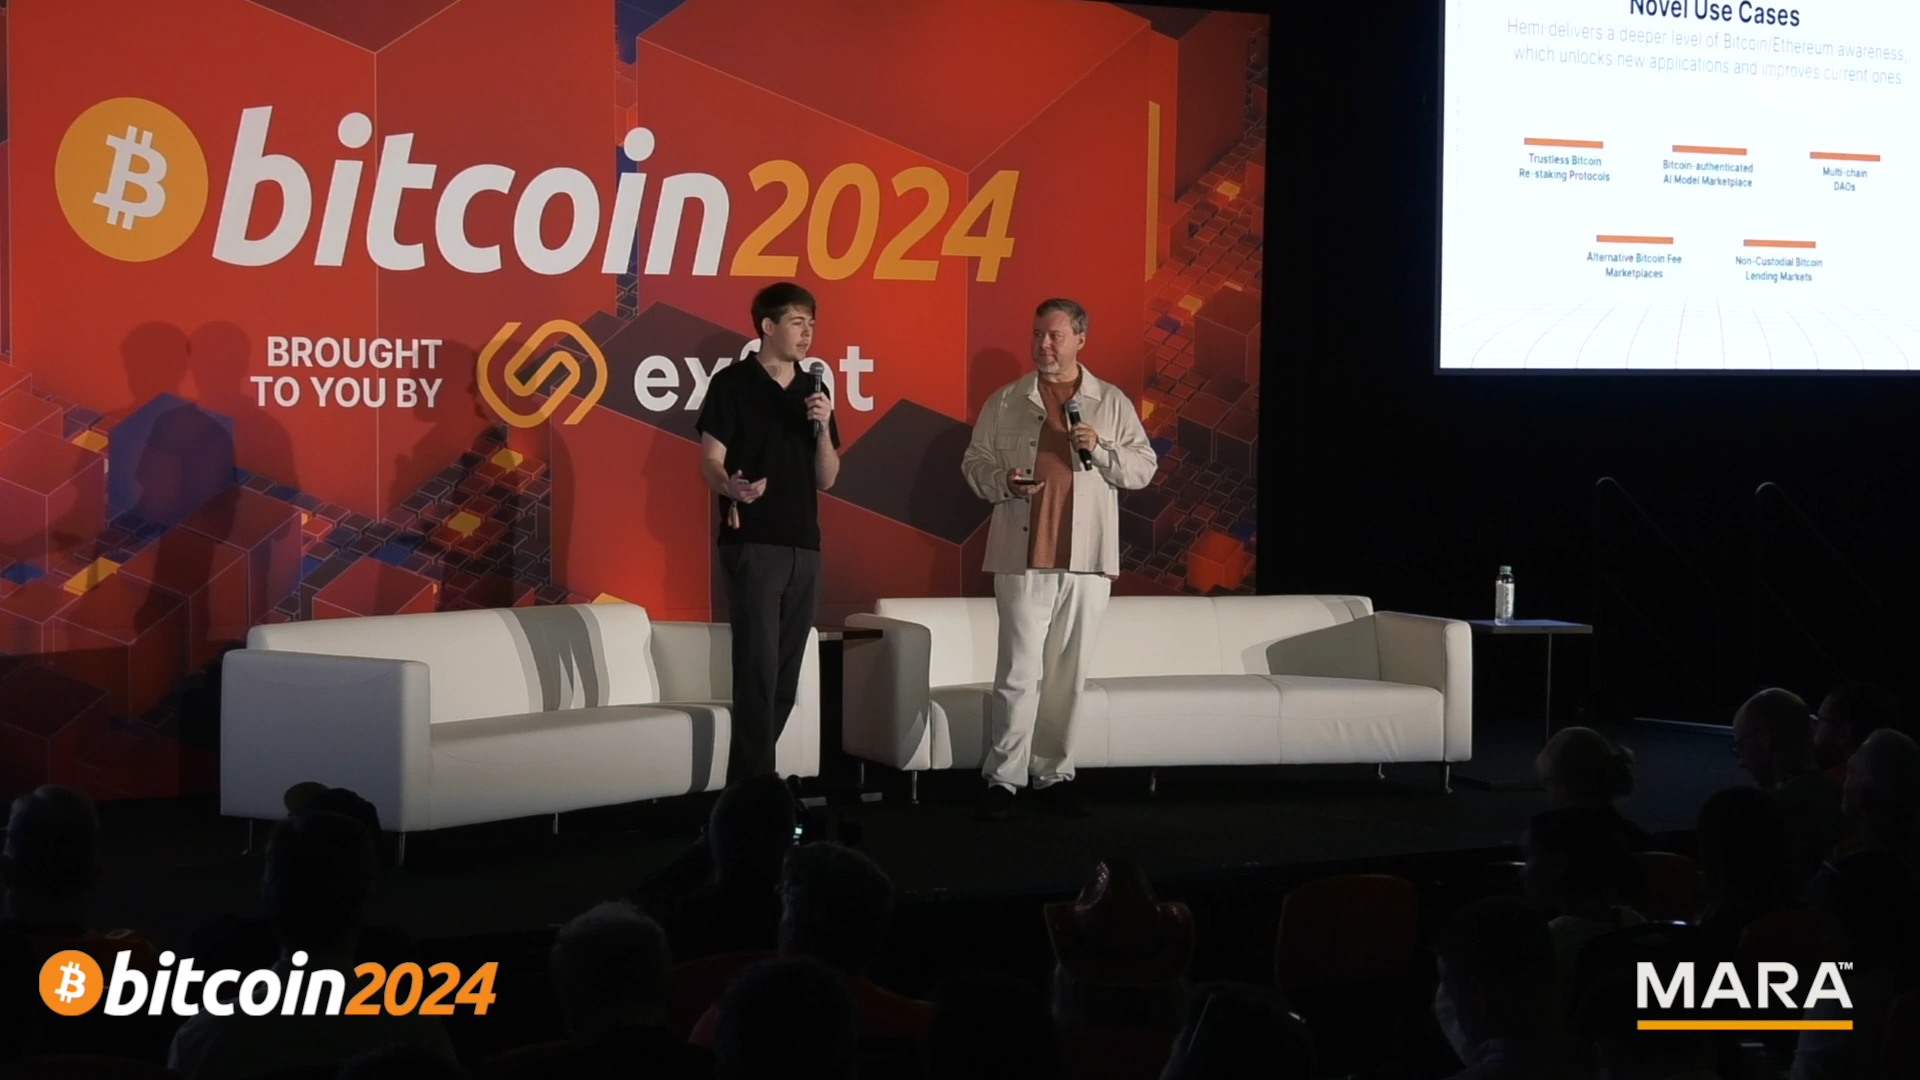 bitcoin2024
BROUGHT
TO YOU BY
Novel Use Cases
Hemi delivers a deeper level of Bitcoin/Ethereum awareness,
which unlocks new applications and improves current ones
Trustless Bitcoin
Re-staking Protocols
Bitcoin-authenticated
AI Model Marketplace
Multi-chain
DAOs
Alternative Bitcoin Fee
Marketplaces
Non-Custodial Bitcoin
Lending Markets
bitcoin2024
MARA™